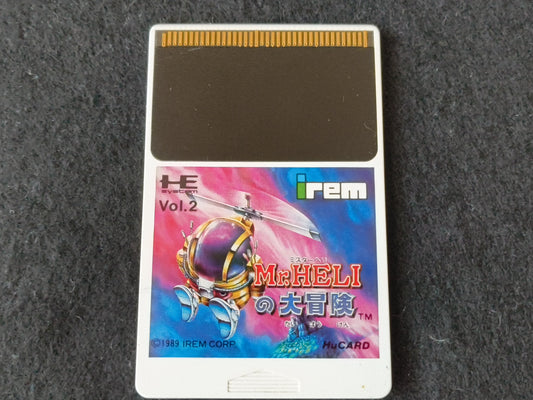 HE
system
irem
Vol.2
ミスターヘリ
Mr.HELI
の大冒険 TM
だい ぼう けん
©1989 IREM CORP.
HuCARD